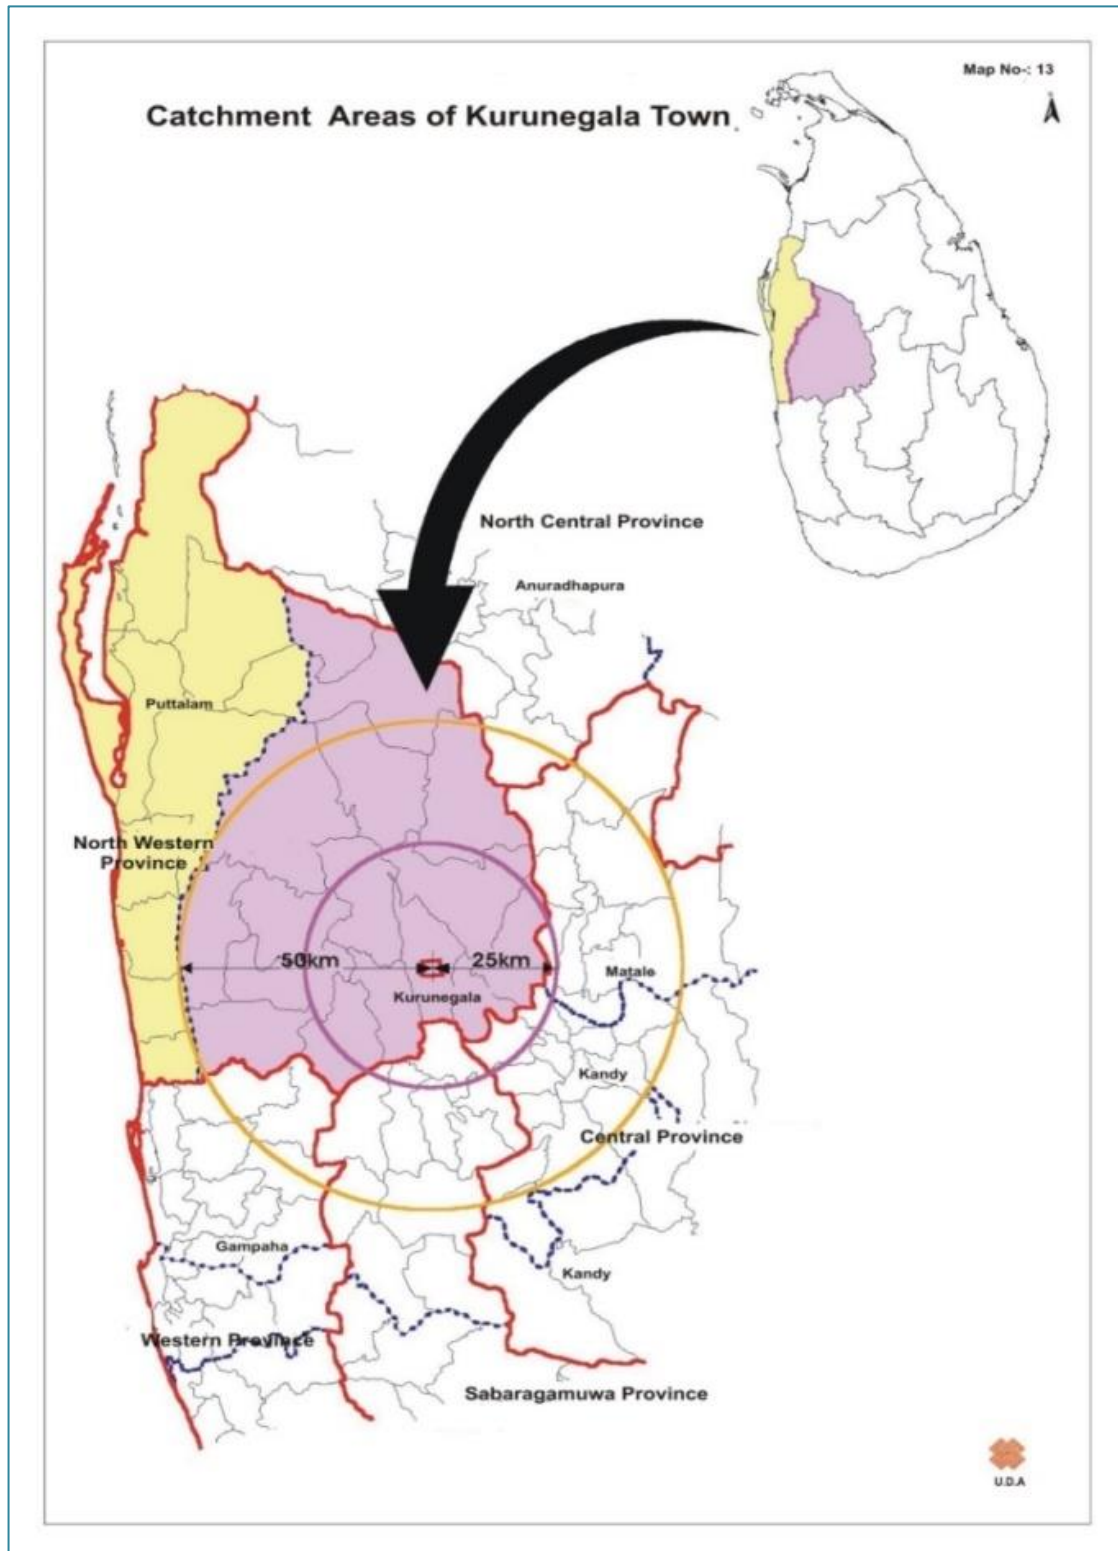 Map No-: 13
Catchment Areas of Kurunegala Town
North Central Province
Anuradhapura
Puttalam
North Western
Province
50km
25km
Matale
Kurunegala
Kandy
Central Province
Gampaha
Kandy
Western Province
Sabaragamuwa Province
U.D.A